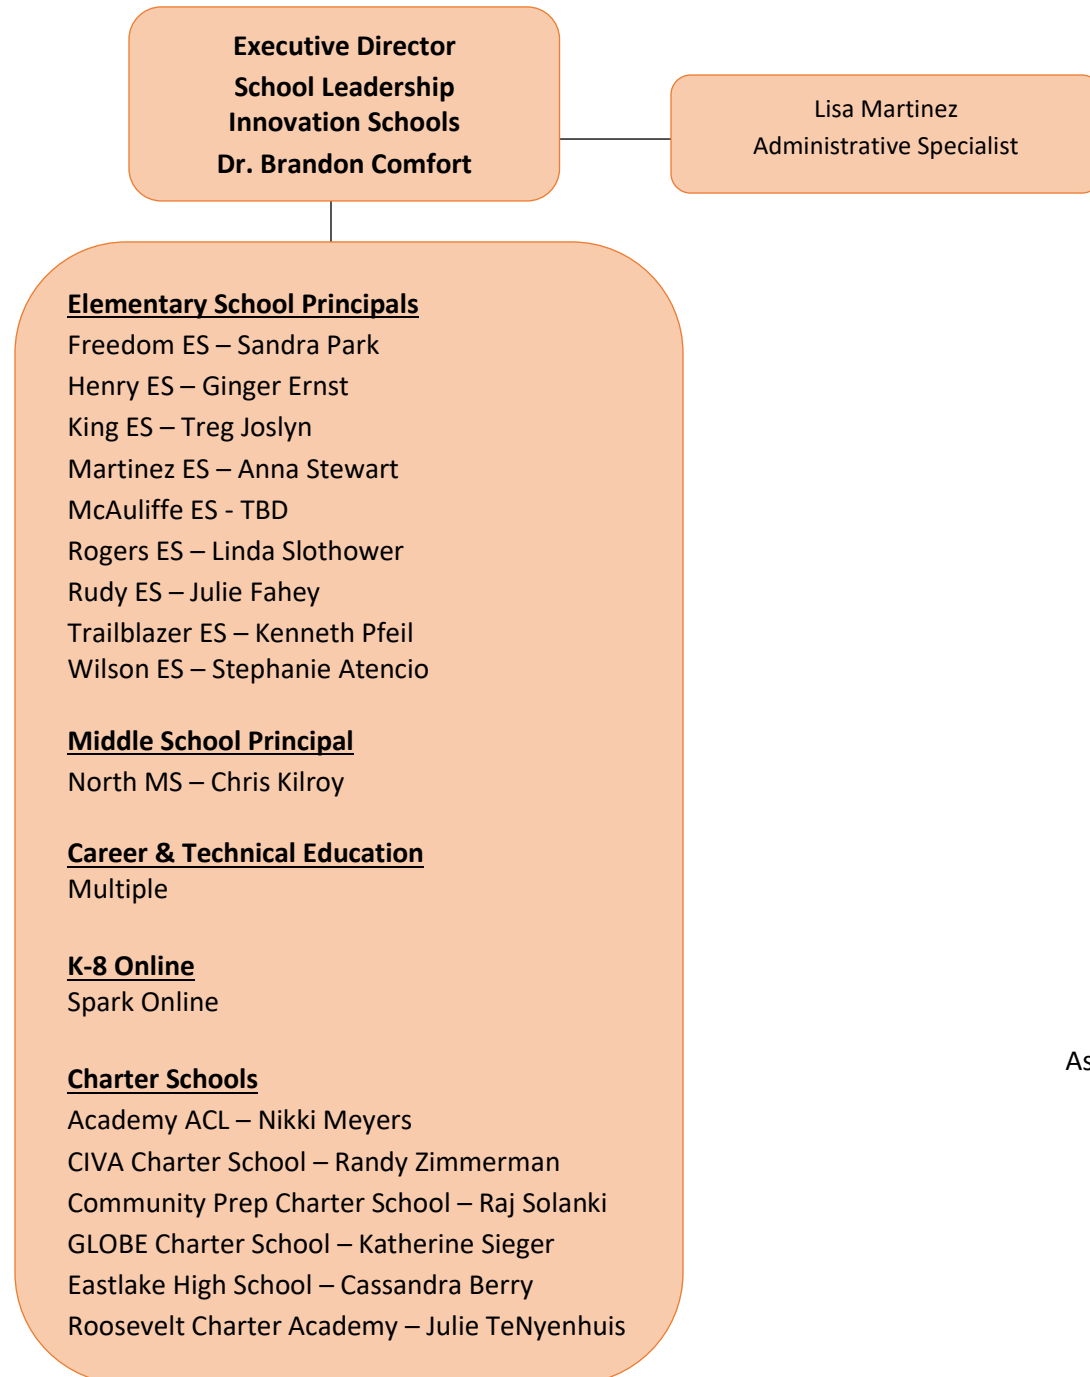 Executive Director
School Leadership
Innovation Schools
Dr. Brandon Comfort
Lisa Martinez
Administrative Specialist
Elementary School Principals
Freedom ES – Sandra Park
Henry ES – Ginger Ernst
King ES – Treg Joslyn
Martinez ES – Anna Stewart
McAuliffe ES - TBD
Rogers ES – Linda Slothower
Rudy ES – Julie Fahey
Trailblazer ES – Kenneth Pfeil
Wilson ES – Stephanie Atencio
Middle School Principal
North MS – Chris Kilroy
Career & Technical Education
Multiple
K-8 Online
Spark Online
As
Charter Schools
Academy ACL – Nikki Meyers
CIVA Charter School – Randy Zimmerman
Community Prep Charter School – Raj Solanki
GLOBE Charter School – Katherine Sieger
Eastlake High School – Cassandra Berry
Roosevelt Charter Academy – Julie TeNyenhuis